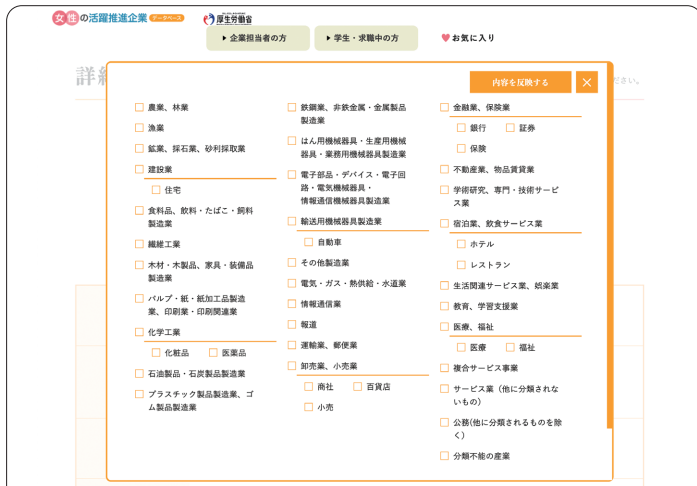 女性の活躍推進企業 データベース
厚生労働省
企業担当者の方
学生・求職中の方
お気に入り
詳細
ださい。
内容を反映する
農業、林業
漁業
鉱業、採石業、砂利採取業
建設業
住宅
食料品、飲料・たばこ・飼料
製造業
繊維工業
木材・木製品、家具・装備品
製造業
パルプ・紙・紙加工品製造
業、印刷業・印刷関連業
化学工業
化粧品
医薬品
石油製品・石炭製品製造業
プラスチック製品製造業、ゴ
ム製品製造業
鉄鋼業、非鉄金属・金属製品
製造業
はん用機械器具・生産用機械
器具・業務用機械器具製造業
電子部品・デバイス・電子回
路・電気機械器具・
情報通信機械器具製造業
輸送用機械器具製造業
自動車
その他製造業
電気・ガス・熱供給・水道業
情報通信業
報道
運輸業、郵便業
卸売業、小売業
商社
百貨店
小売
金融業、保険業
銀行
証券
保険
不動産業、物品賃貸業
学術研究、専門・技術サービ
ス業
宿泊業、飲食サービス業
ホテル
レストラン
生活関連サービス業、娯楽業
教育、学習支援業
医療、福祉
医療
福祉
複合サービス事業
サービス業（他に分類されな
いもの）
公務(他に分類されるものを除
く）
分類不能の産業